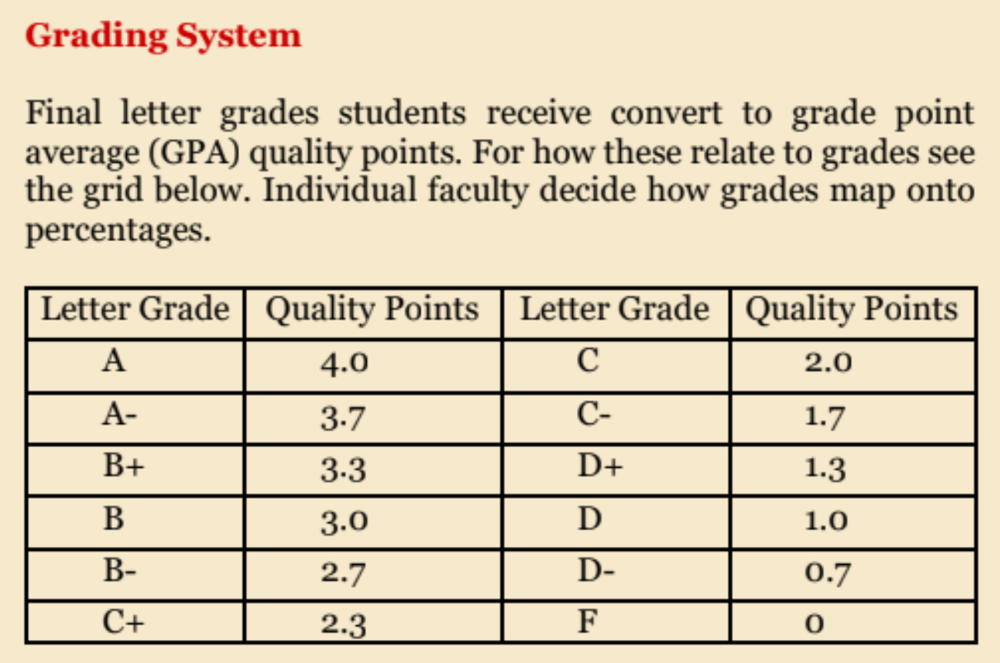 Grading System
Final letter grades students receive convert to grade point
average (GPA) quality points. For how these relate to grades see
the grid below. Individual faculty decide how grades map onto
percentages.
Letter Grade Quality Points Letter Grade Quality Points
A 4.0 C 2.0
A- 3.7 C- 1.7
B+ 3.3 D+ 1.3
B 3.0 D 1.0
B- 2.7 D- 0.7
C+ 2.3 F 0